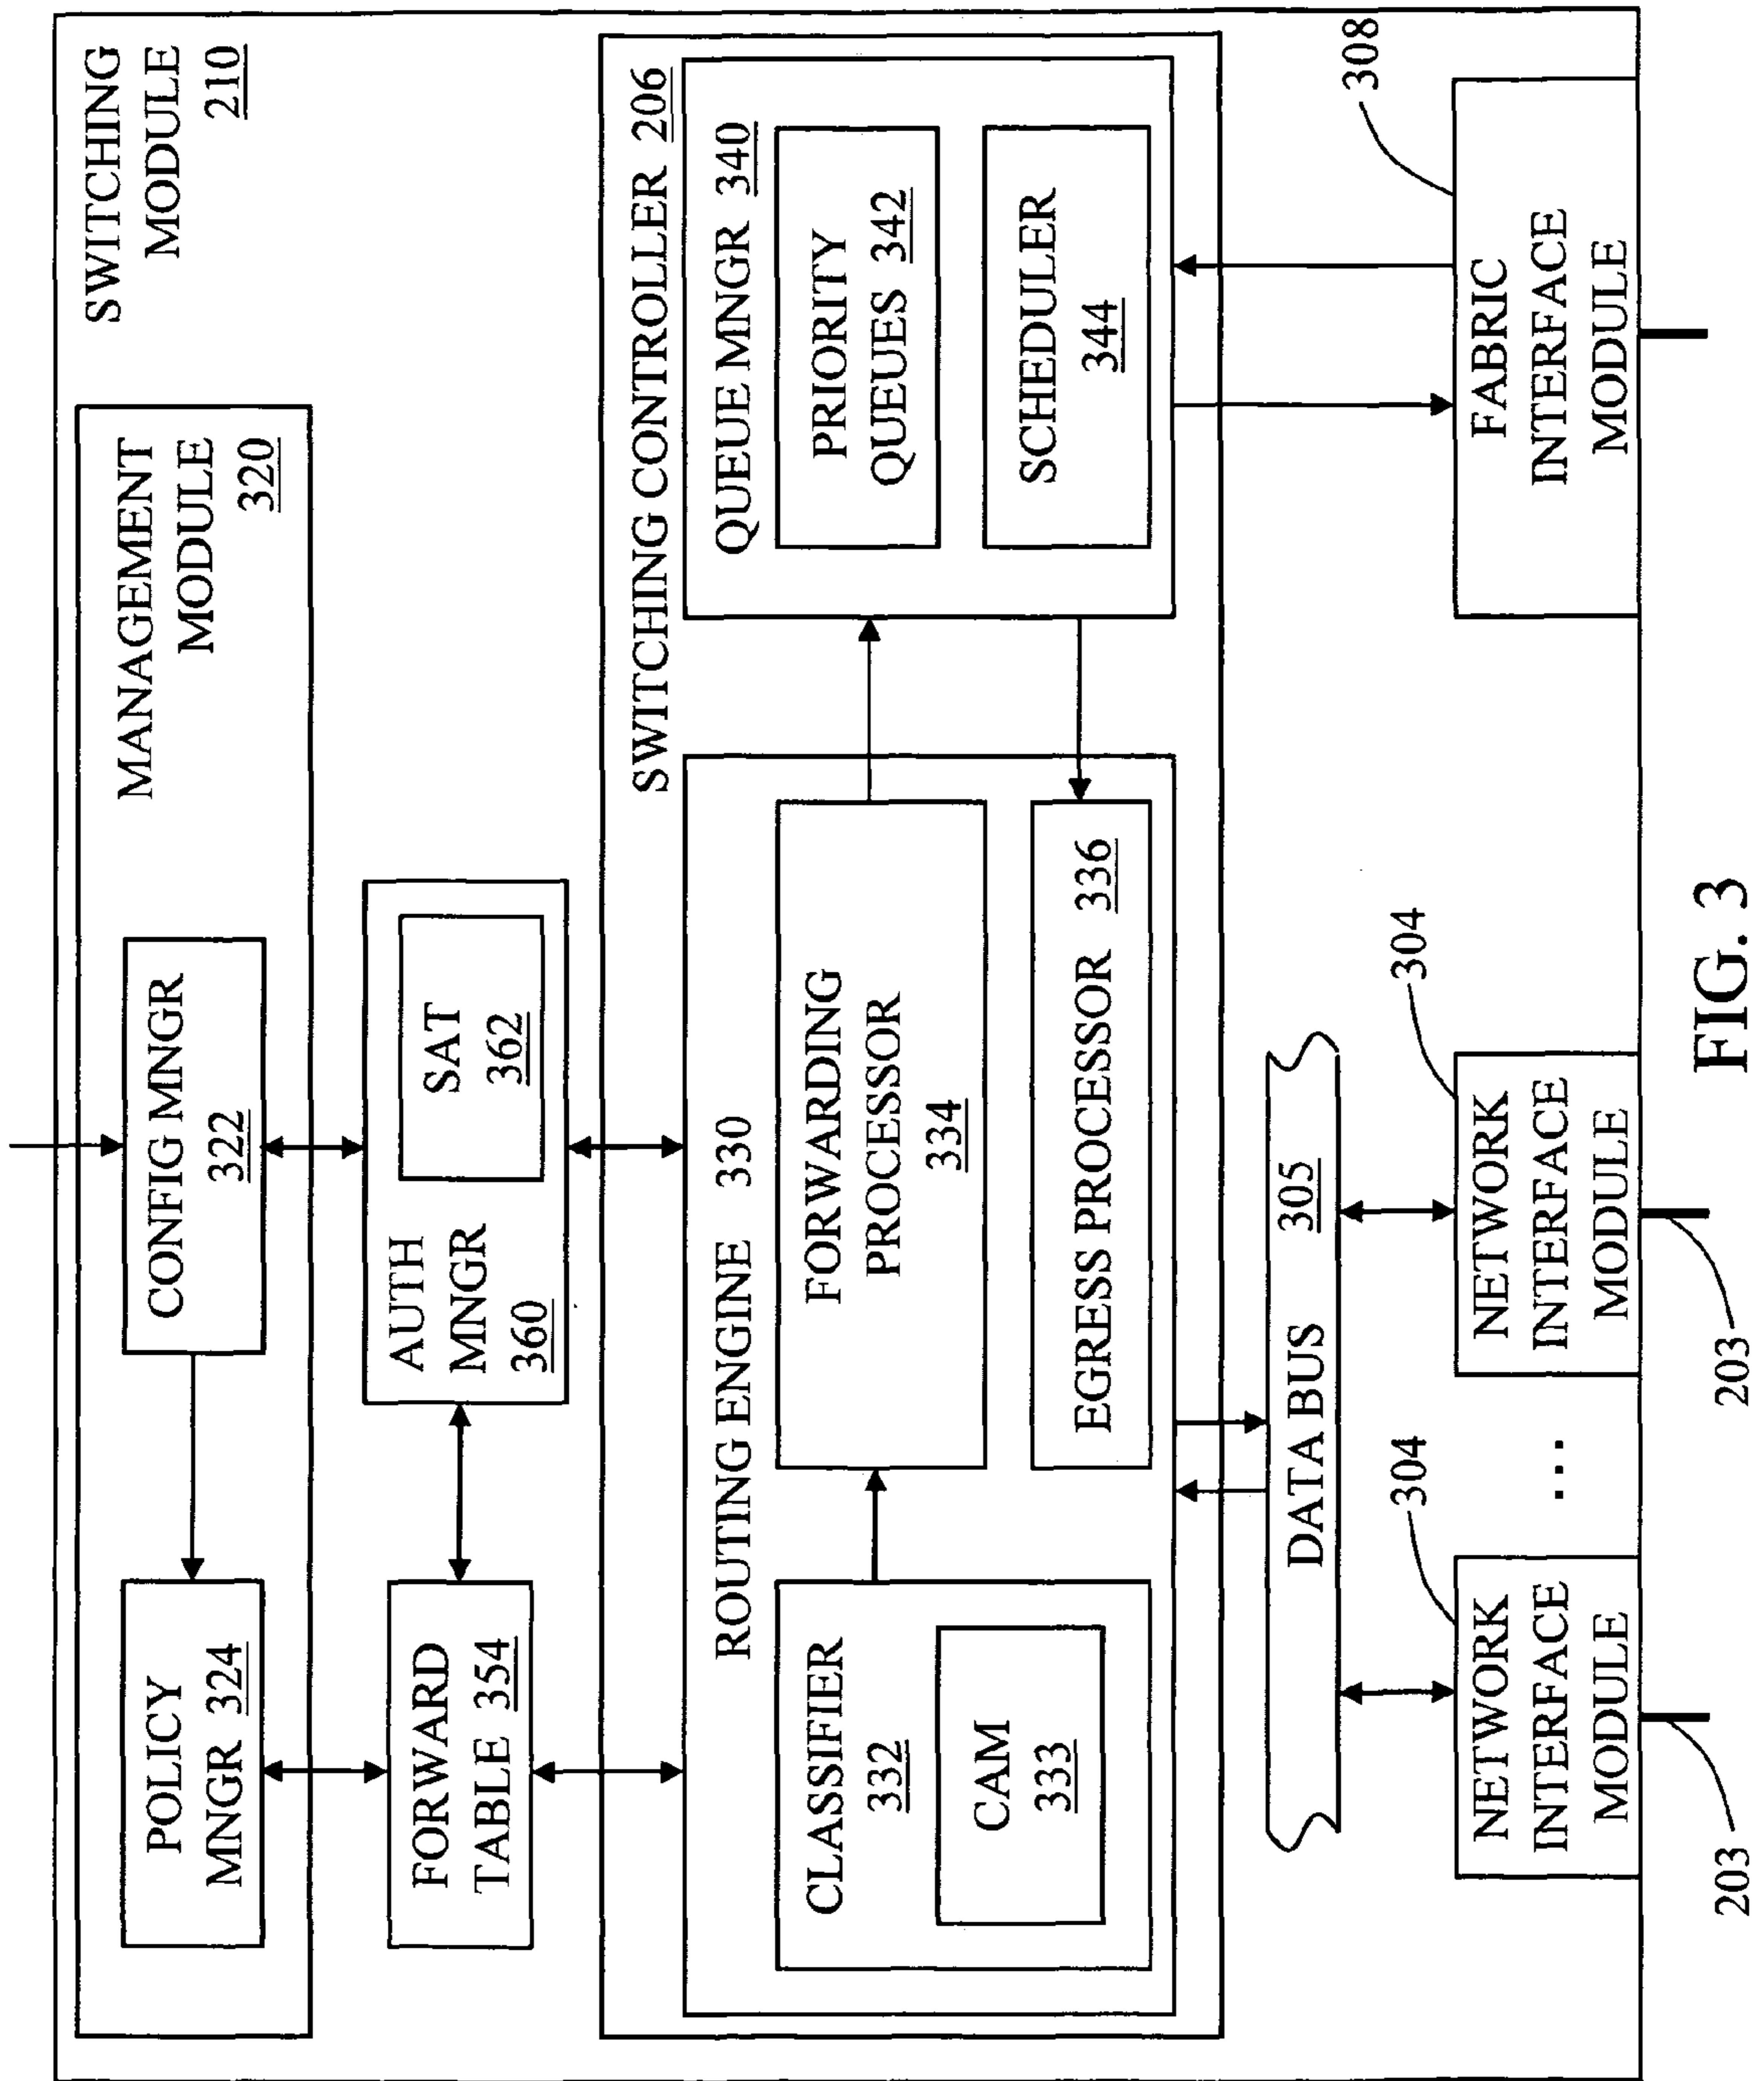 SWITCHING
MODULE
210
MANAGEMENT
MODULE
320
POLICY
MNGR 324
CONFIG MNGR
322
FORWARD
TABLE 354
AUTH
MNGR
360
SAT
362
SWITCHING CONTROLLER 206
ROUTING ENGINE 330
CLASSIFIER
332
CAM
333
FORWARDING
PROCESSOR
334
EGRESS PROCESSOR 336
QUEUE MNGR 340
PRIORITY
QUEUES 342
SCHEDULER
344
DATA BUS 305
304
NETWORK
INTERFACE
MODULE
203
...
304
NETWORK
INTERFACE
MODULE
203
308
FABRIC
INTERFACE
MODULE
FIG. 3